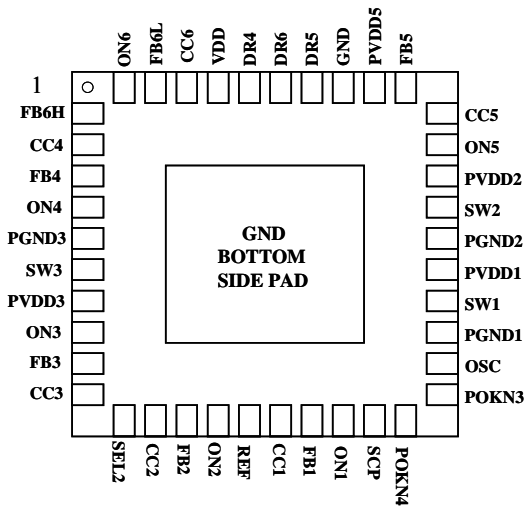 ON6
FB6L
CC6
VDD
DR4
DR6
DR5
GND
PVDD5
FB5
1
FB6H
CC4
FB4
ON4
PGND3
SW3
PVDD3
ON3
FB3
CC3
GND
BOTTOM
SIDE PAD
CC5
ON5
PVDD2
SW2
PGND2
PVDD1
SW1
PGND1
OSC
POKN3
SEL2
CC2
FB2
ON2
REF
CC1
FB1
ON1
SCP
POKN4